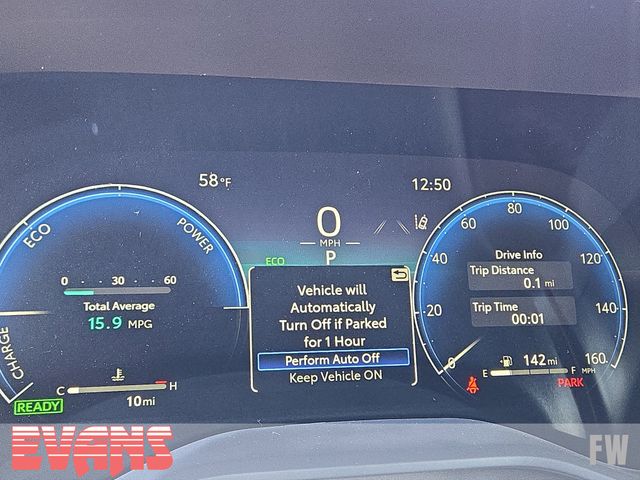 58°F
12:50
0
MPH
P
ECO
ECO
POWER
CHARGE
0 30 60
Total Average
15.9 MPG
C H
READY
10 mi
Vehicle will
Automatically
Turn Off if Parked
for 1 Hour
Perform Auto Off
Keep Vehicle ON
0 20 40 60 80 100 120 140 160
MPH
Drive Info
Trip Distance
0.1 mi
Trip Time
00:01
E F
142 mi
PARK
EVANS
FW